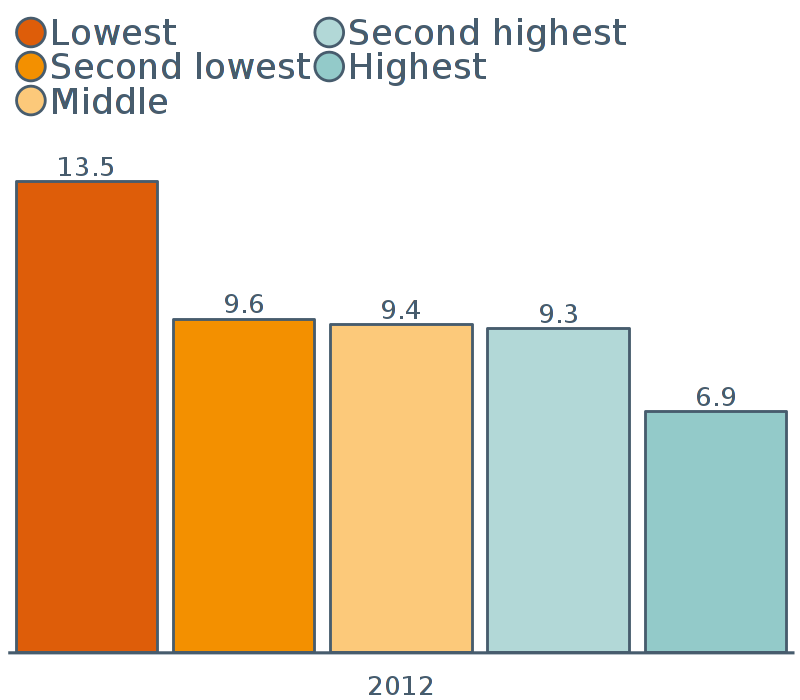 Lowest
Second lowest
Middle
Second highest
Highest
13.5
9.6
9.4
9.3
6.9
2012